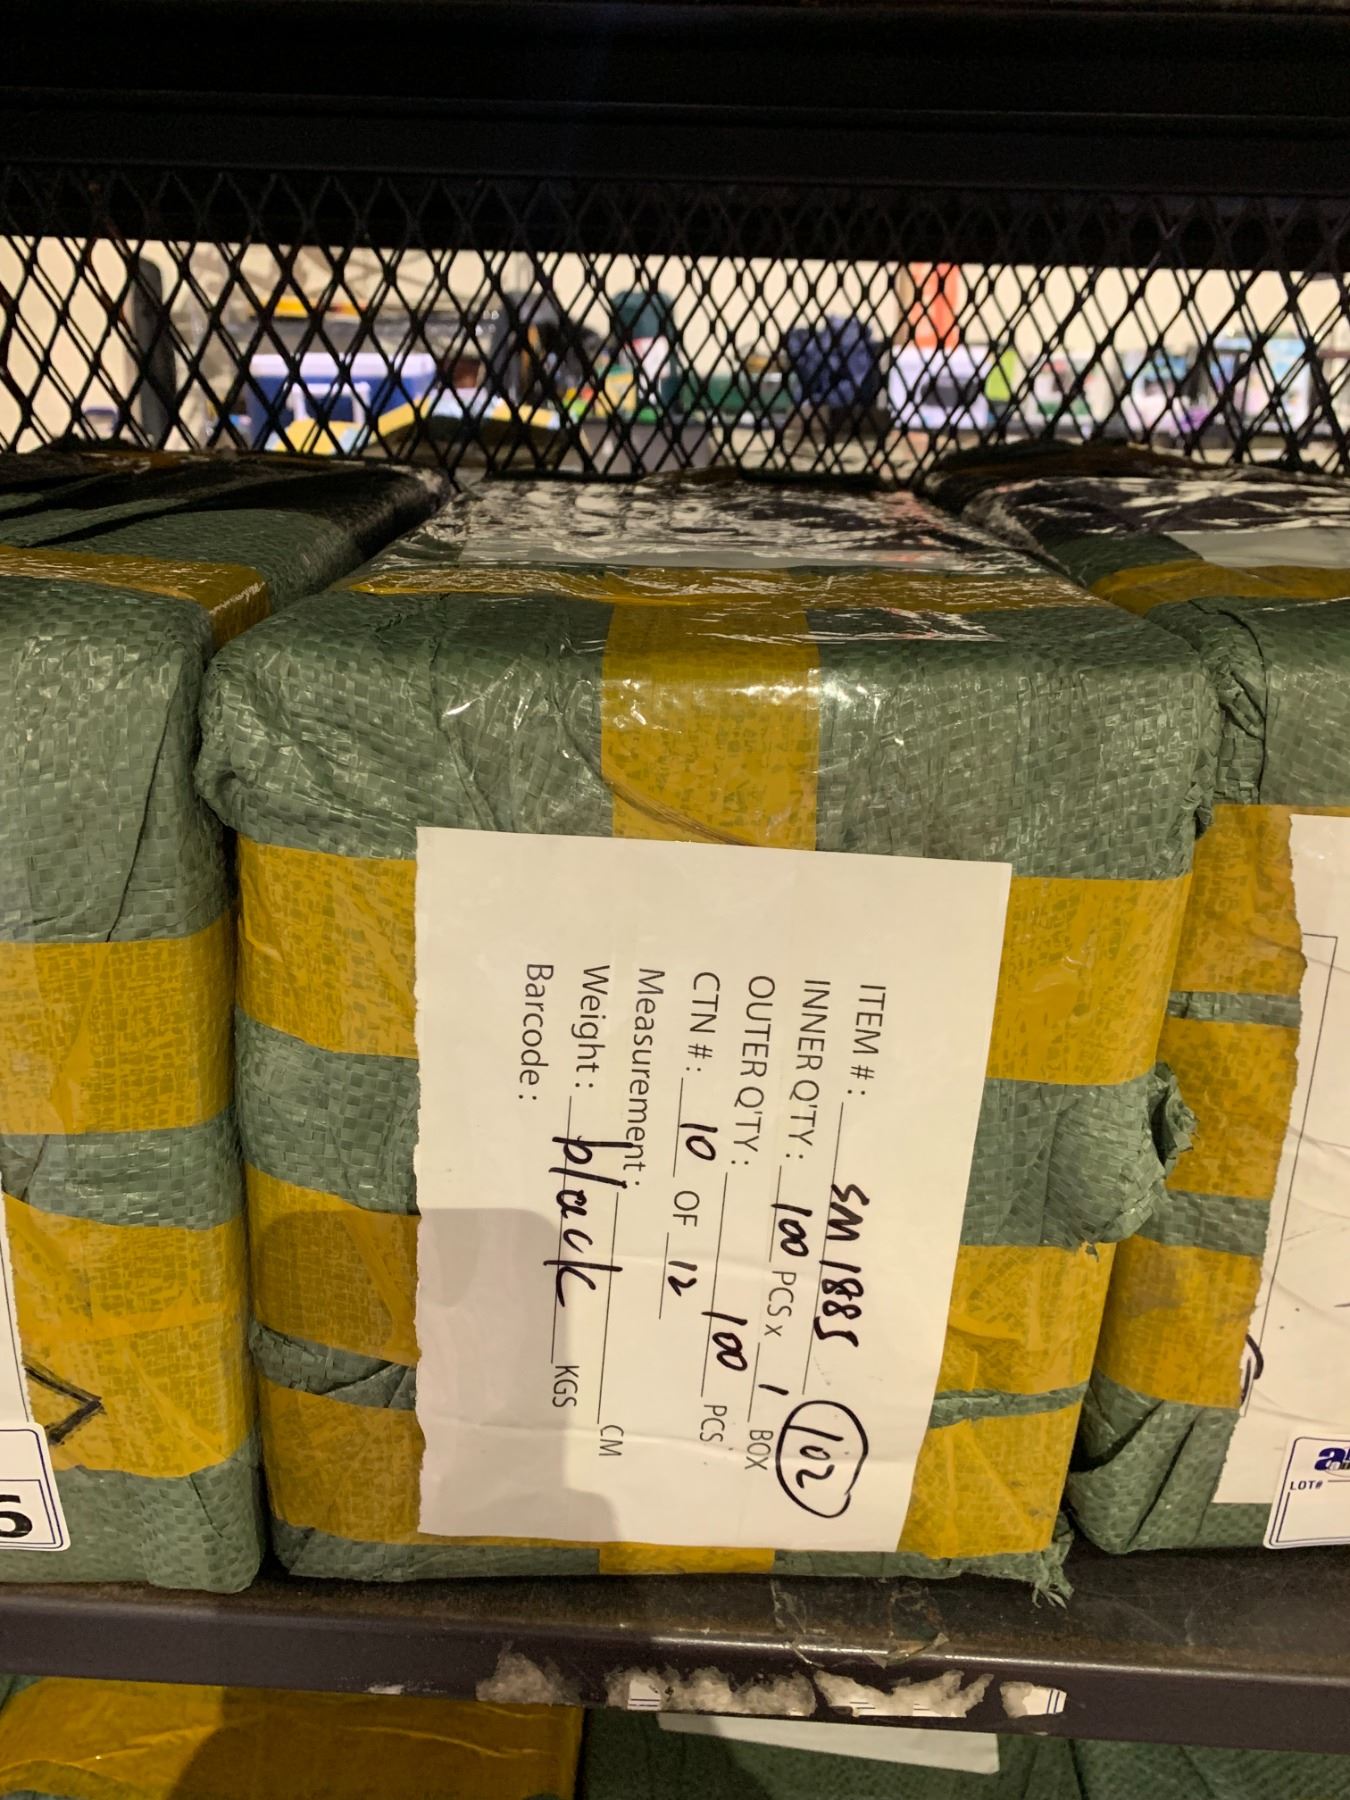 ITEM #: SM1885 102
INNER Q'TY: 100 PCS x 1 BOX
OUTER Q'TY: 100 PCS
CTN #: 10 OF 12
Measurement: CM
Weight: black KGS
Barcode:
LOT#